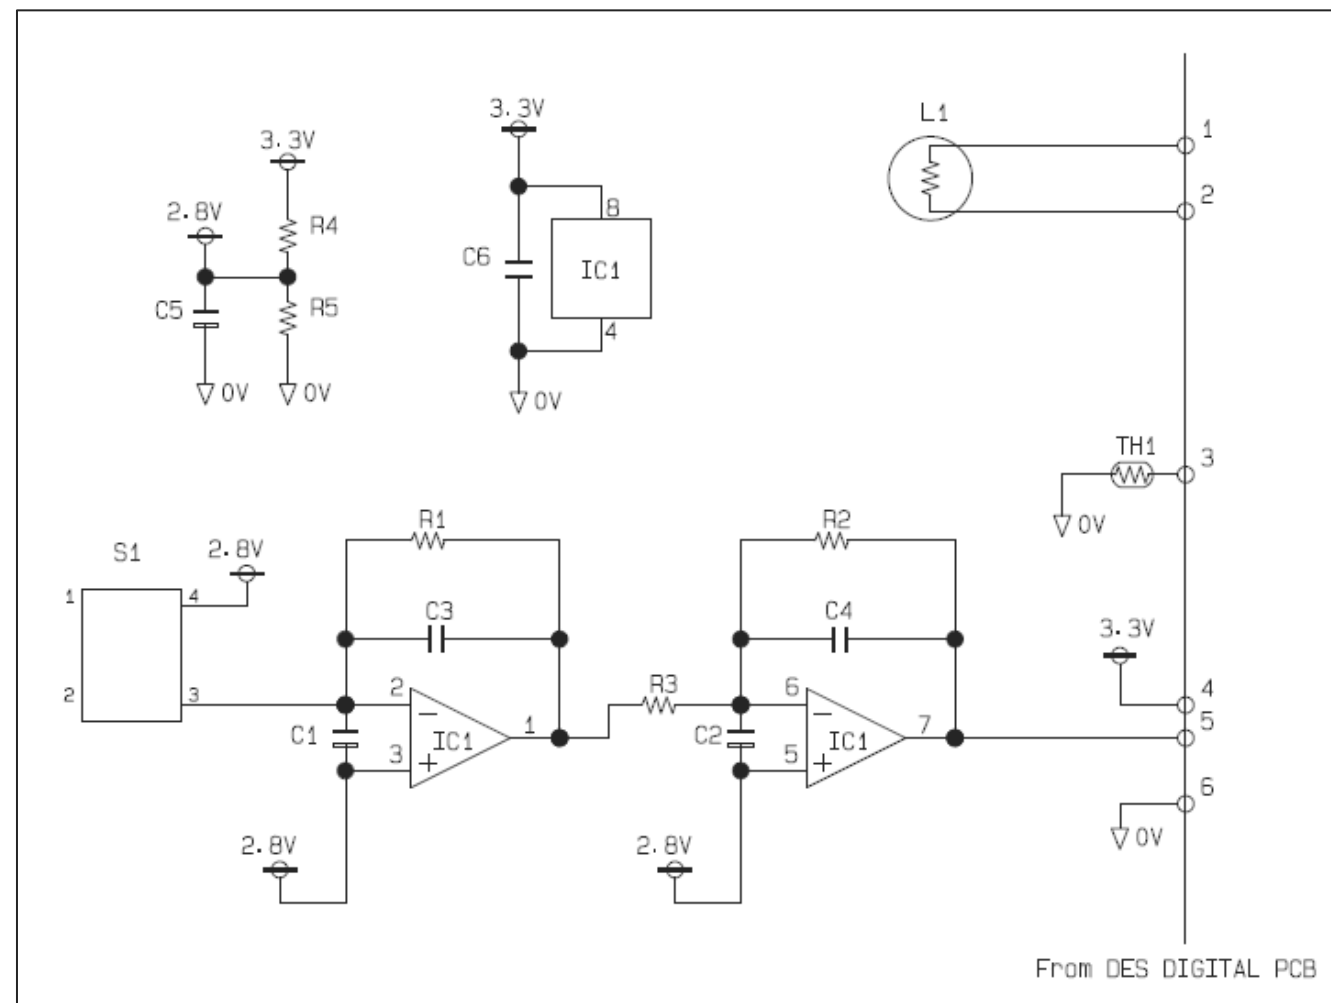 L1
1
2
3.3V
3.3V
2.8V
R4
C5
R5
0V
0V
8
C6
IC1
4
0V
TH1
3
0V
S1
1
2
4
3
2.8V
R1
C3
2
C1
3
IC1
1
2.8V
R3
R2
C4
6
C2
5
IC1
7
2.8V
3.3V
4
5
6
0V
From DES DIGITAL PCB